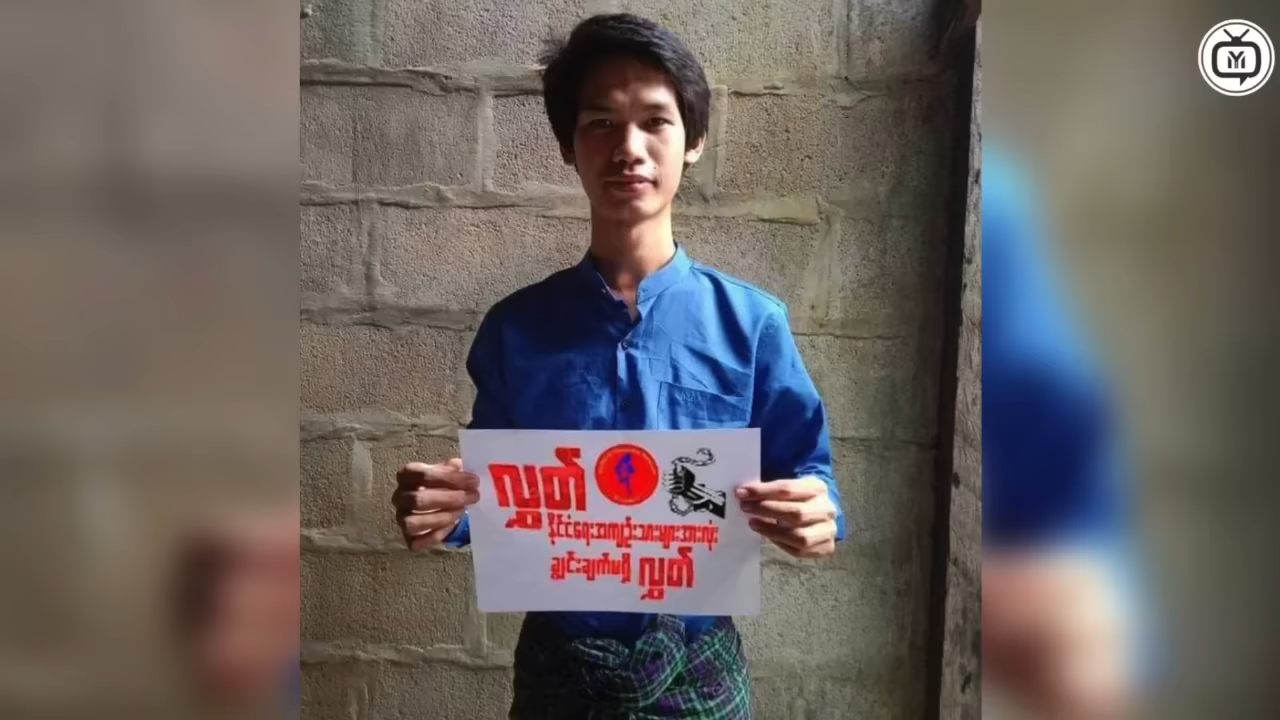 လွှတ်
နိုင်ငံရေးအကျဉ်းသားများအားလုံး
ချွင်းချက်မရှိ လွှတ်